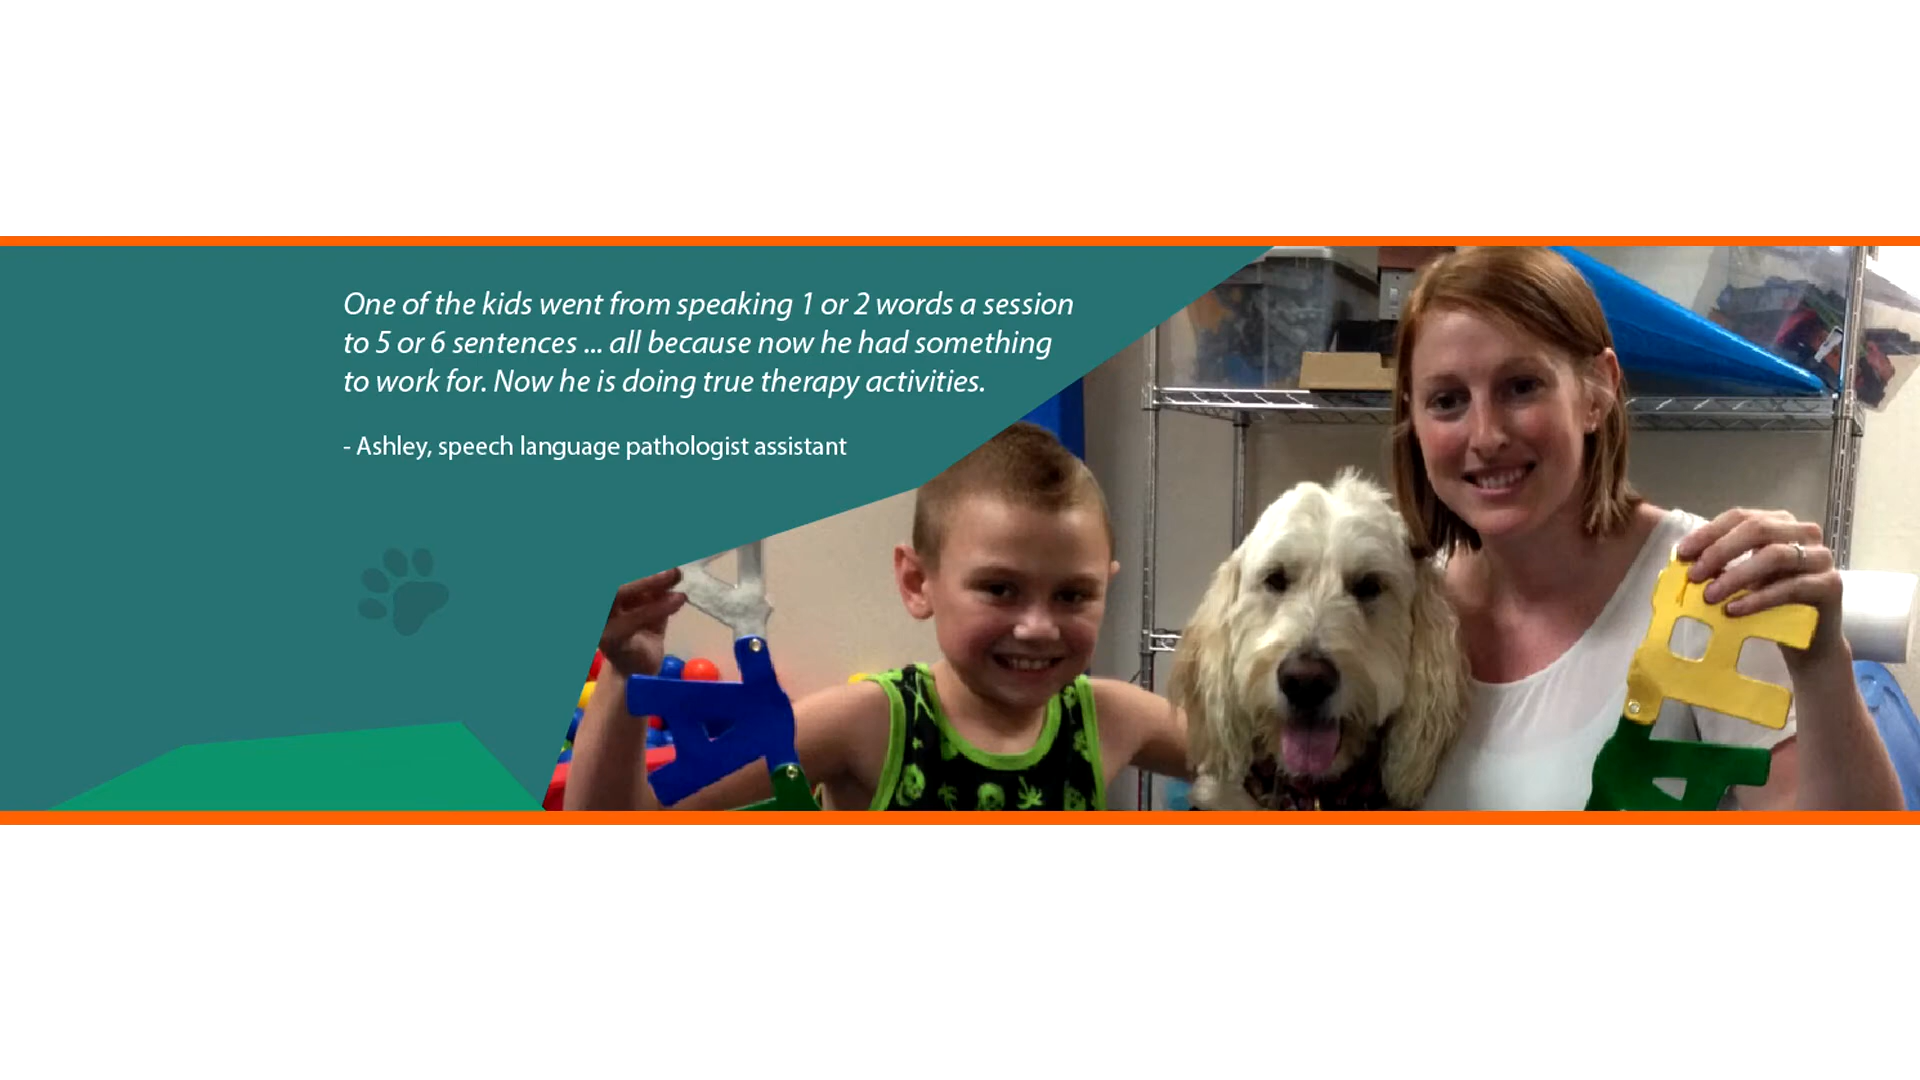 One of the kids went from speaking 1 or 2 words a session
to 5 or 6 sentences ... all because now he had something
to work for. Now he is doing true therapy activities.
- Ashley, speech language pathologist assistant